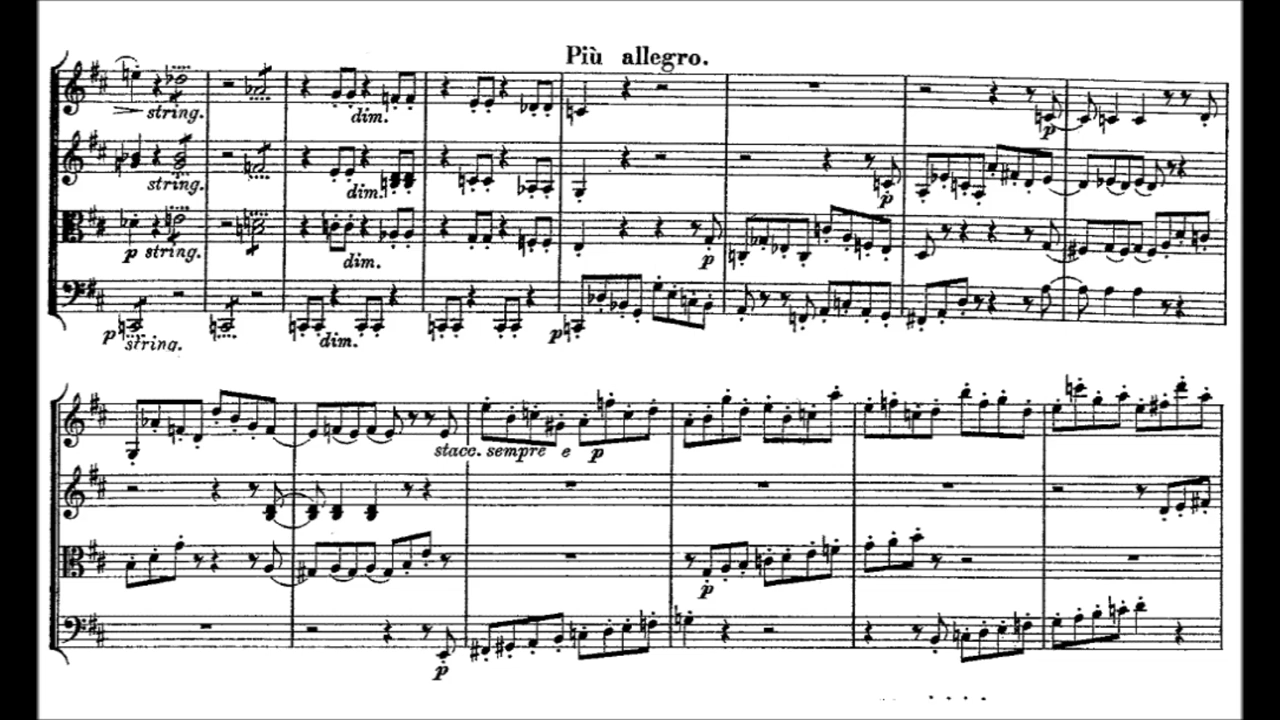 Più allegro.
string. dim. p
string. dim. p
p string. dim. p
p string. dim. p
stacc. sempre e p
p
p